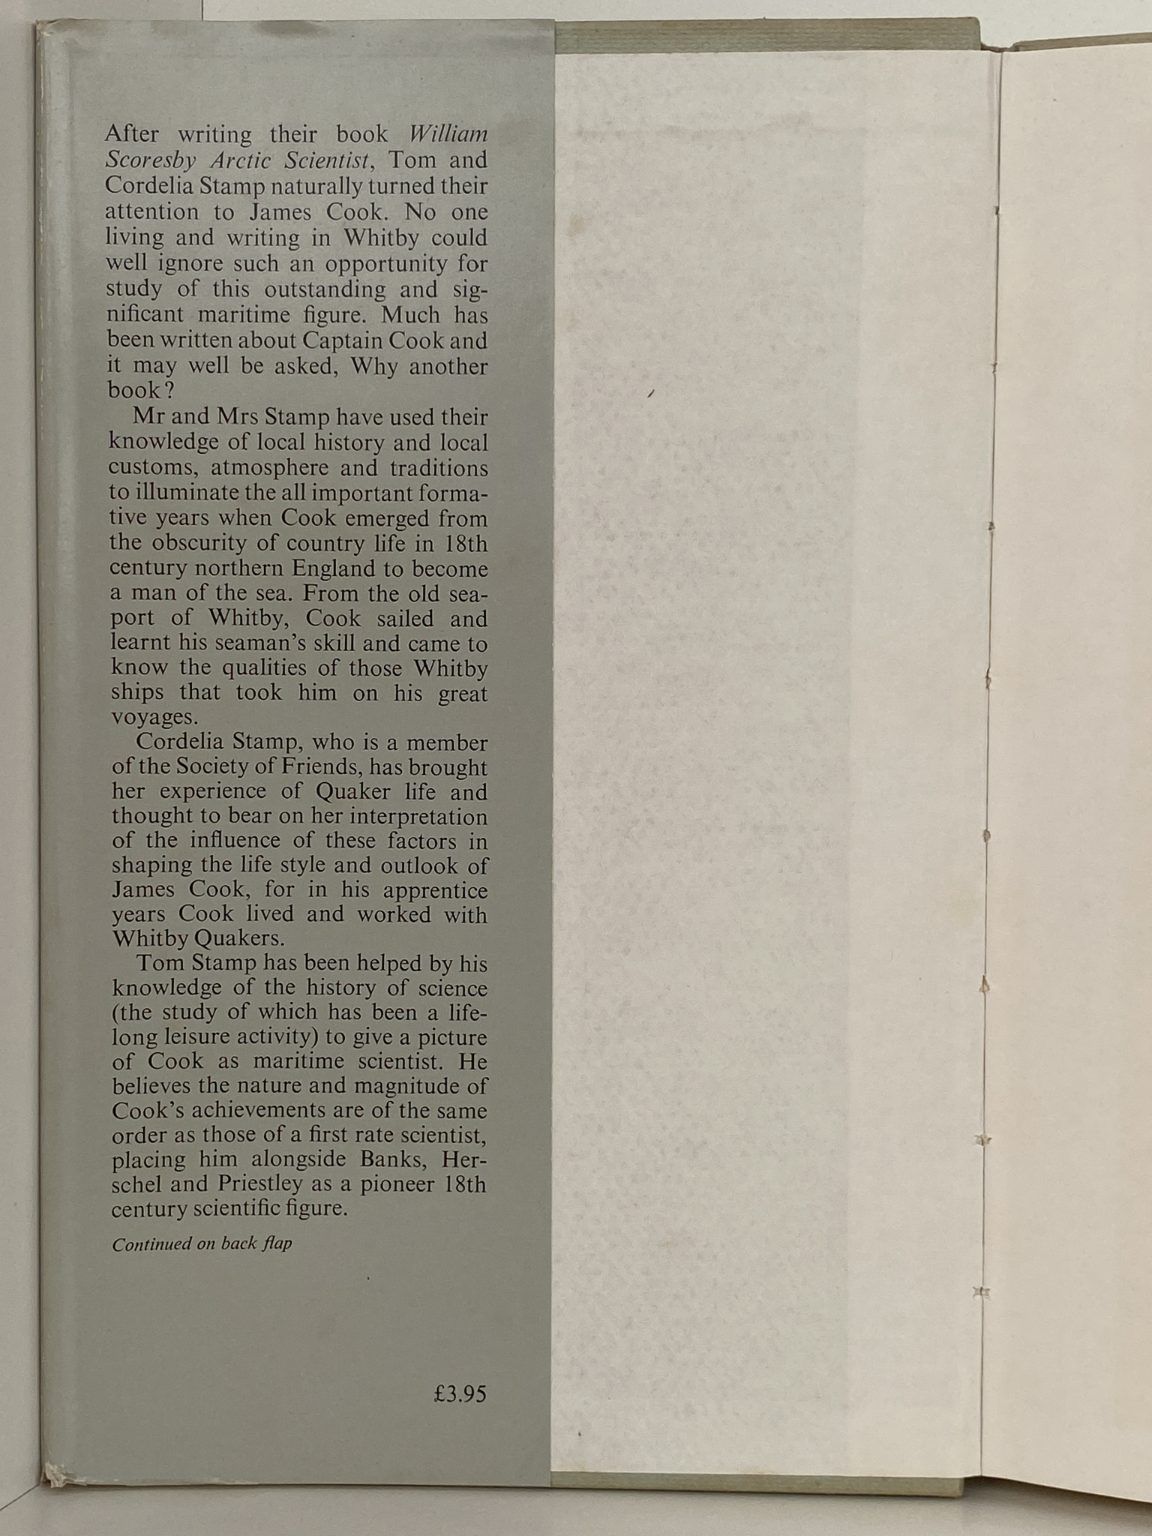 After writing their book William
Scoresby Arctic Scientist, Tom and
Cordelia Stamp naturally turned their
attention to James Cook. No one
living and writing in Whitby could
well ignore such an opportunity for
study of this outstanding and sig-
nificant maritime figure. Much has
been written about Captain Cook and
it may well be asked, Why another
book?
Mr and Mrs Stamp have used their
knowledge of local history and local
customs, atmosphere and traditions
to illuminate the all important forma-
tive years when Cook emerged from
the obscurity of country life in 18th
century northern England to become
a man of the sea. From the old sea-
port of Whitby, Cook sailed and
learnt his seaman's skill and came to
know the qualities of those Whitby
ships that took him on his great
voyages.
Cordelia Stamp, who is a member
of the Society of Friends, has brought
her experience of Quaker life and
thought to bear on her interpretation
of the influence of these factors in
shaping the life style and outlook of
James Cook, for in his apprentice
years Cook lived and worked with
Whitby Quakers.
Tom Stamp has been helped by his
knowledge of the history of science
(the study of which has been a life-
long leisure activity) to give a picture
of Cook as maritime scientist. He
believes the nature and magnitude of
Cook's achievements are of the same
order as those of a first rate scientist,
placing him alongside Banks, Her-
schel and Priestley as a pioneer 18th
century scientific figure.
Continued on back flap
£3.95